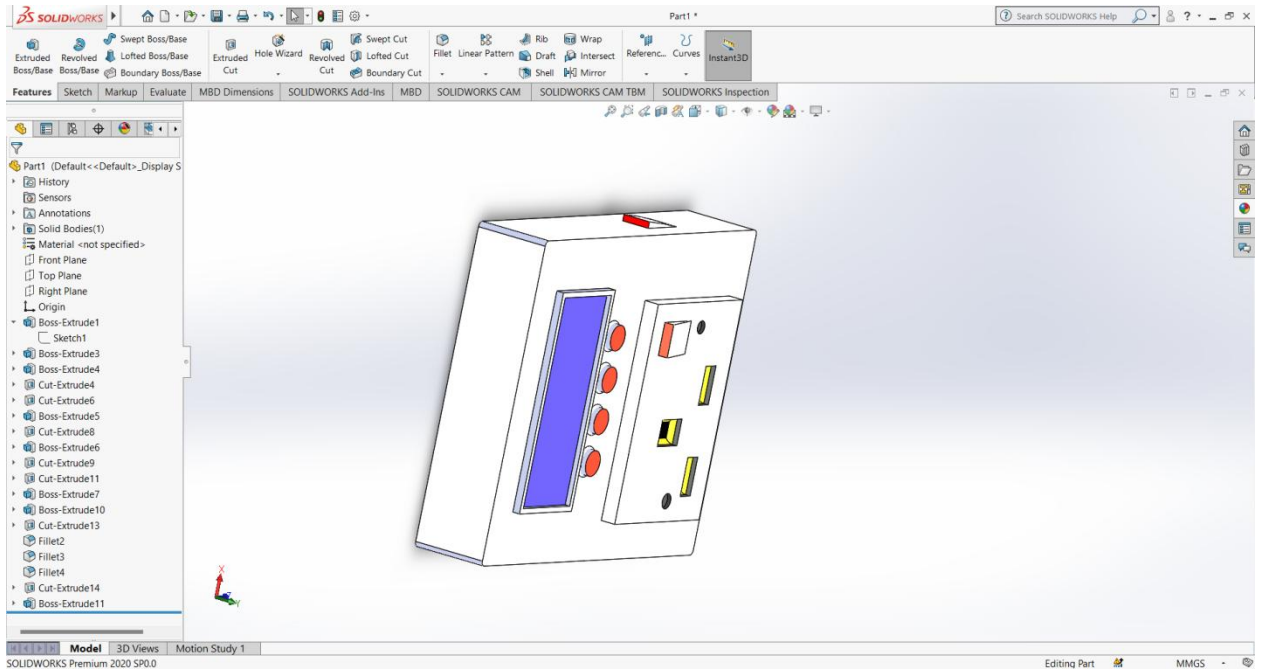 SOLIDWORKS
Part1 *
Search SOLIDWORKS Help
Extruded Boss/Base
Revolved Boss/Base
Swept Boss/Base
Lofted Boss/Base
Boundary Boss/Base
Extruded Cut
Hole Wizard
Revolved Cut
Swept Cut
Lofted Cut
Boundary Cut
Fillet
Linear Pattern
Rib
Draft
Shell
Wrap
Intersect
Mirror
Referenc...
Curves
Instant3D
Features Sketch Markup Evaluate MBD Dimensions SOLIDWORKS Add-Ins MBD SOLIDWORKS CAM SOLIDWORKS CAM TBM SOLIDWORKS Inspection
Part1 (Default<<Default>_Display S
History
Sensors
Annotations
Solid Bodies(1)
Material <not specified>
Front Plane
Top Plane
Right Plane
Origin
Boss-Extrude1
Sketch1
Boss-Extrude3
Boss-Extrude4
Cut-Extrude4
Cut-Extrude6
Boss-Extrude5
Cut-Extrude8
Boss-Extrude6
Cut-Extrude9
Cut-Extrude11
Boss-Extrude7
Boss-Extrude10
Cut-Extrude13
Fillet2
Fillet3
Fillet4
Cut-Extrude14
Boss-Extrude11
X
Z
Y
Model 3D Views Motion Study 1
SOLIDWORKS Premium 2020 SP0.0
Editing Part
MMGS